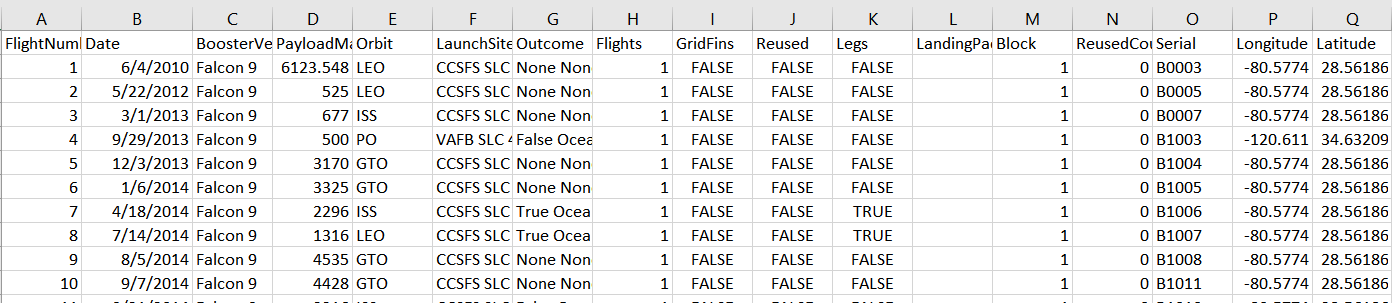 A B C D E F G H I J K L M N O P Q
FlightNuml Date BoosterVe PayloadMa Orbit LaunchSite Outcome Flights GridFins Reused Legs LandingPad Block ReusedCou Serial Longitude Latitude
1 6/4/2010 Falcon 9 6123.548 LEO CCSFS SLC None Non 1 FALSE FALSE FALSE 1 0 B0003 -80.5774 28.56186
2 5/22/2012 Falcon 9 525 LEO CCSFS SLC None Non 1 FALSE FALSE FALSE 1 0 B0005 -80.5774 28.56186
3 3/1/2013 Falcon 9 677 ISS CCSFS SLC None Non 1 FALSE FALSE FALSE 1 0 B0007 -80.5774 28.56186
4 9/29/2013 Falcon 9 500 PO VAFB SLC 4 False Ocea 1 FALSE FALSE FALSE 1 0 B1003 -120.611 34.63209
5 12/3/2013 Falcon 9 3170 GTO CCSFS SLC None Non 1 FALSE FALSE FALSE 1 0 B1004 -80.5774 28.56186
6 1/6/2014 Falcon 9 3325 GTO CCSFS SLC None Non 1 FALSE FALSE FALSE 1 0 B1005 -80.5774 28.56186
7 4/18/2014 Falcon 9 2296 ISS CCSFS SLC True Ocea 1 FALSE FALSE TRUE 1 0 B1006 -80.5774 28.56186
8 7/14/2014 Falcon 9 1316 LEO CCSFS SLC True Ocea 1 FALSE FALSE TRUE 1 0 B1007 -80.5774 28.56186
9 8/5/2014 Falcon 9 4535 GTO CCSFS SLC None Non 1 FALSE FALSE FALSE 1 0 B1008 -80.5774 28.56186
10 9/7/2014 Falcon 9 4428 GTO CCSFS SLC None Non 1 FALSE FALSE FALSE 1 0 B1011 -80.5774 28.56186